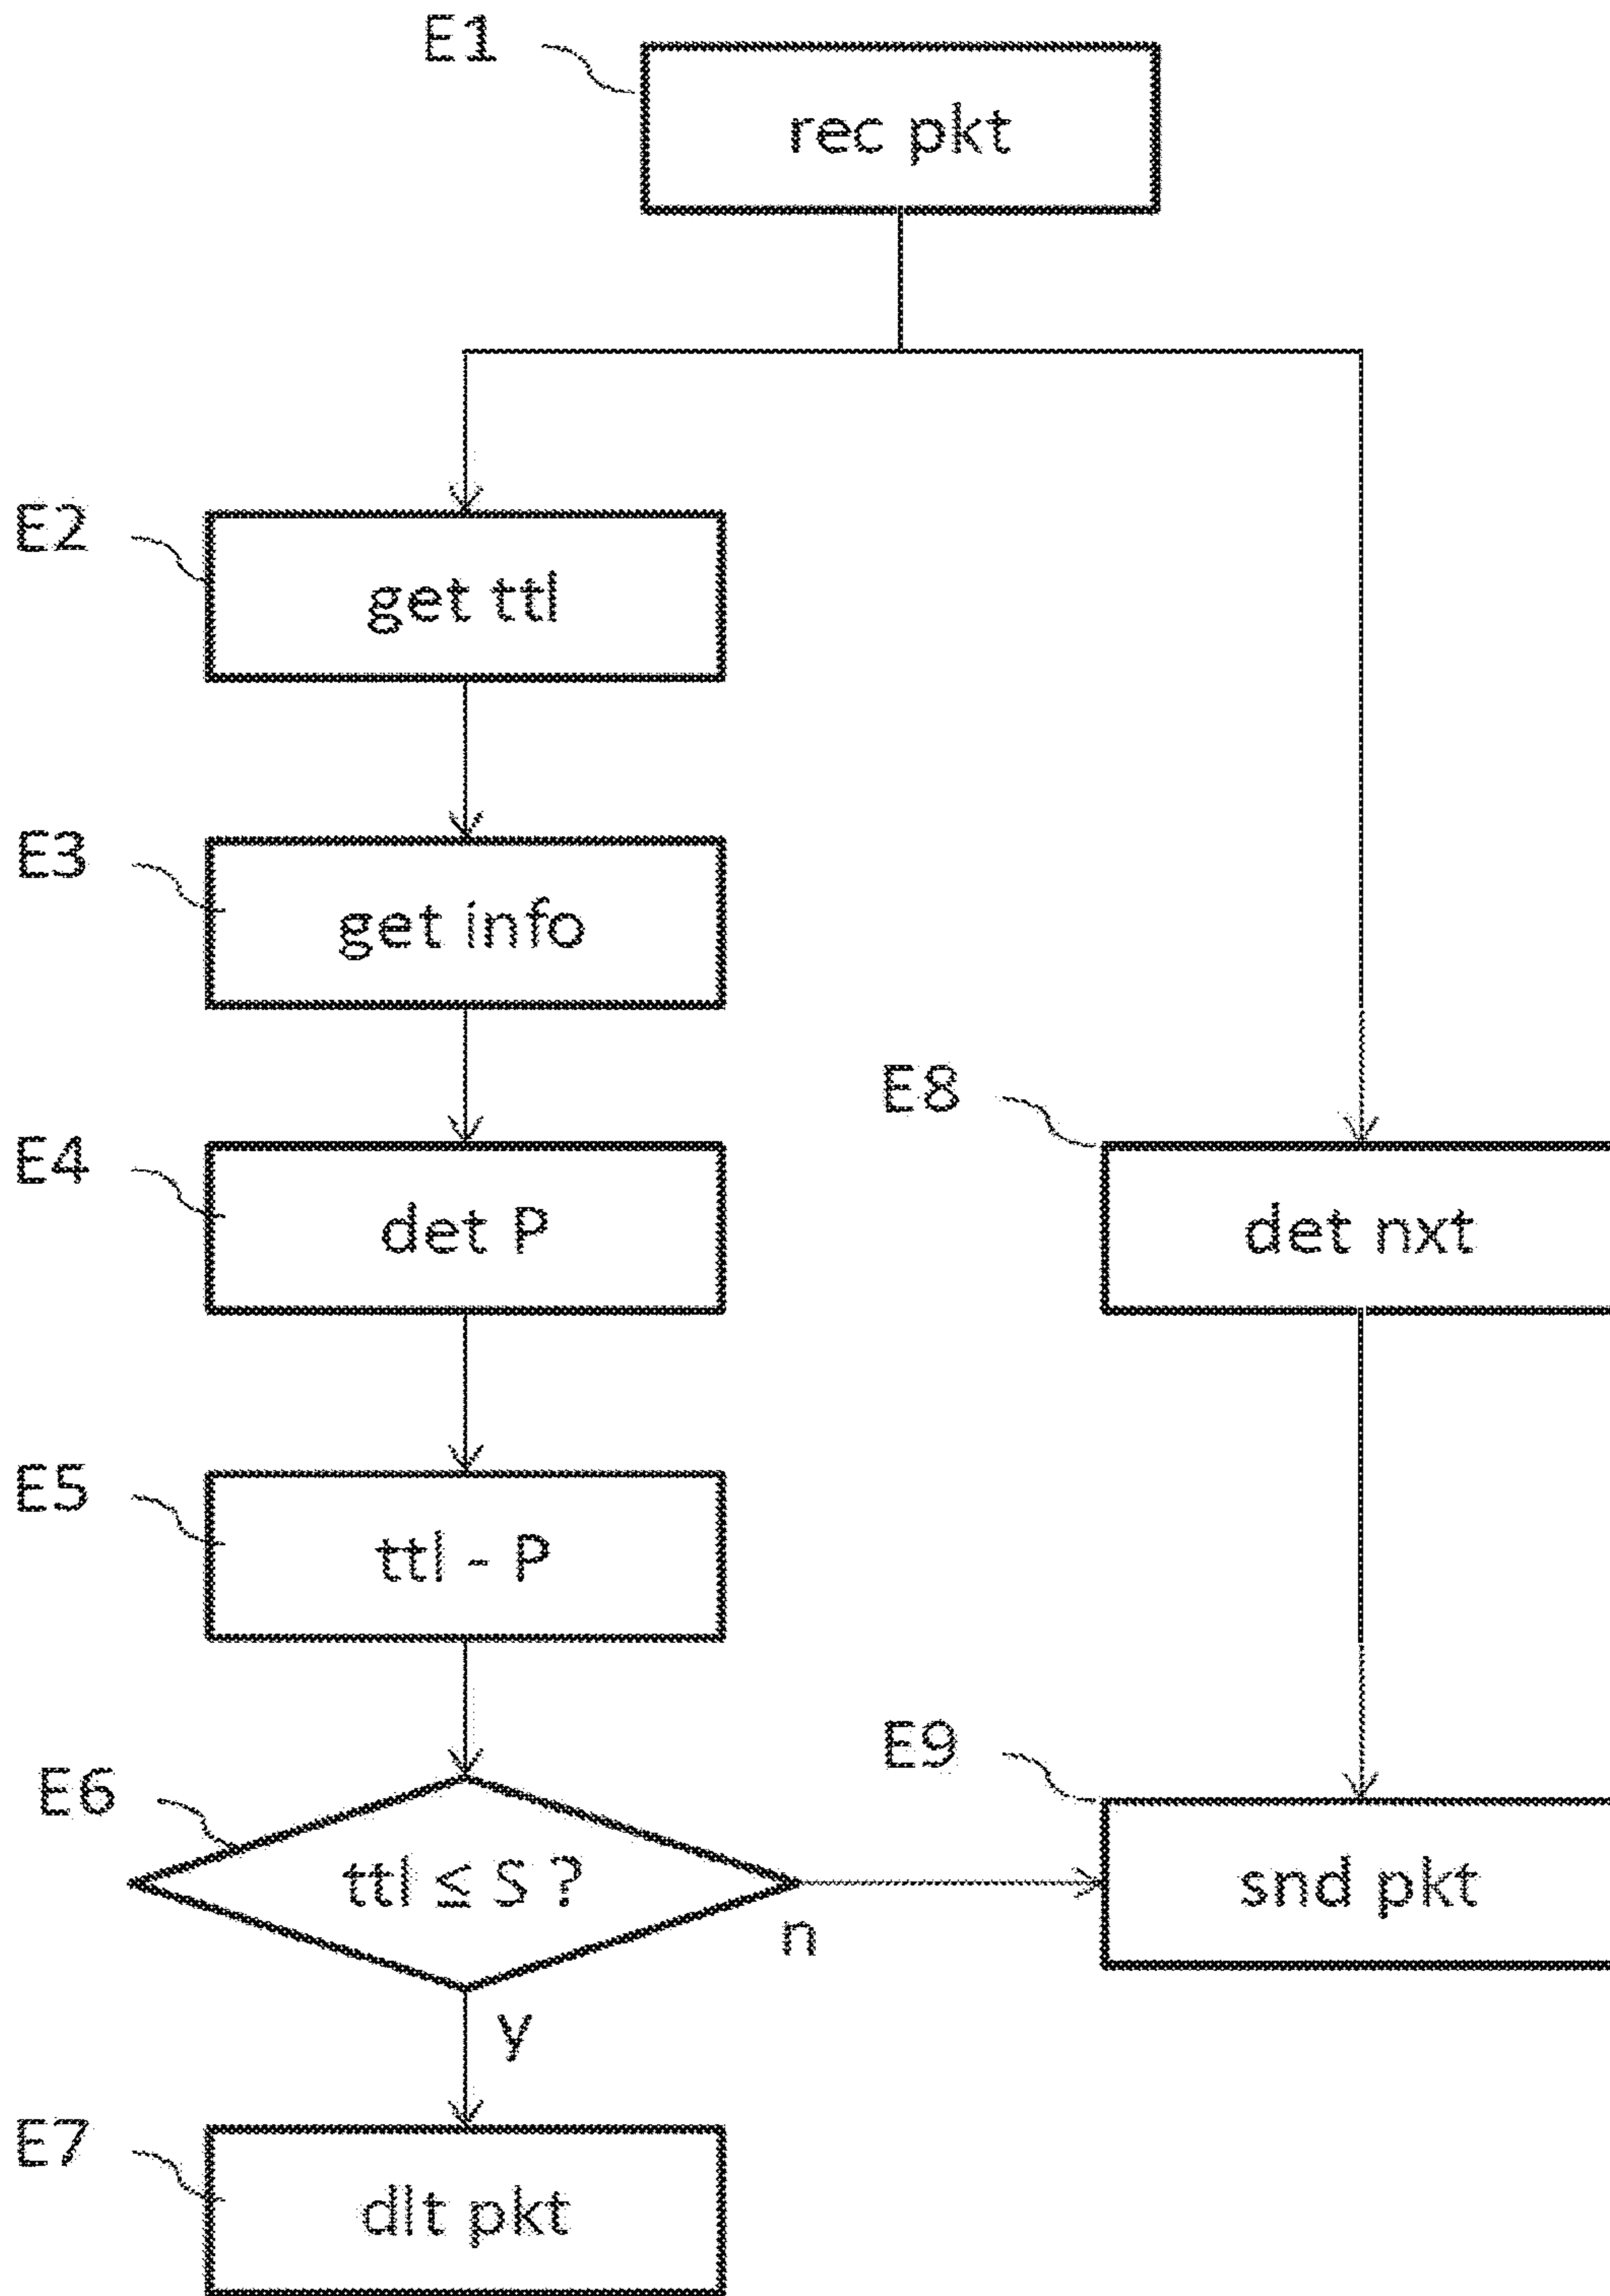 E1
rec pkt
E2
get ttl
E3
get info
E8
E4
det P
det nxt
E5
ttl - P
E9
E6
ttl ≤ S ?
snd pkt
n
y
E7
dlt pkt